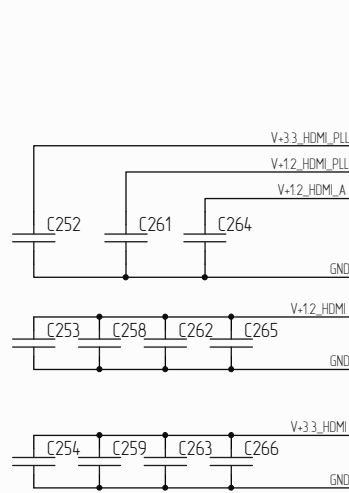 V+3.3_HDMI_PLL
V+1.2_HDMI_PLL
V+1.2_HDMI_A
C252 C261 C264
GND
V+1.2_HDMI
C253 C258 C262 C265
GND
V+3.3_HDMI
C254 C259 C263 C266
GND